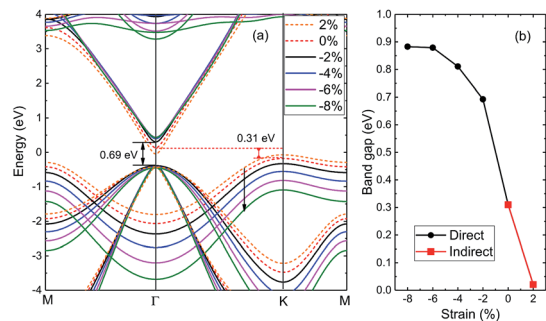 4
3
2
1
0
-1
-2
-3
-4
Energy (eV)
M
Γ
K
M
(a)
2%
0%
-2%
-4%
-6%
-8%
0.69 eV
0.31 eV
(b)
1.0
0.9
0.8
0.7
0.6
0.5
0.4
0.3
0.2
0.1
0.0
Band gap (eV)
Direct
Indirect
-8 -6 -4 -2 0 2
Strain (%)